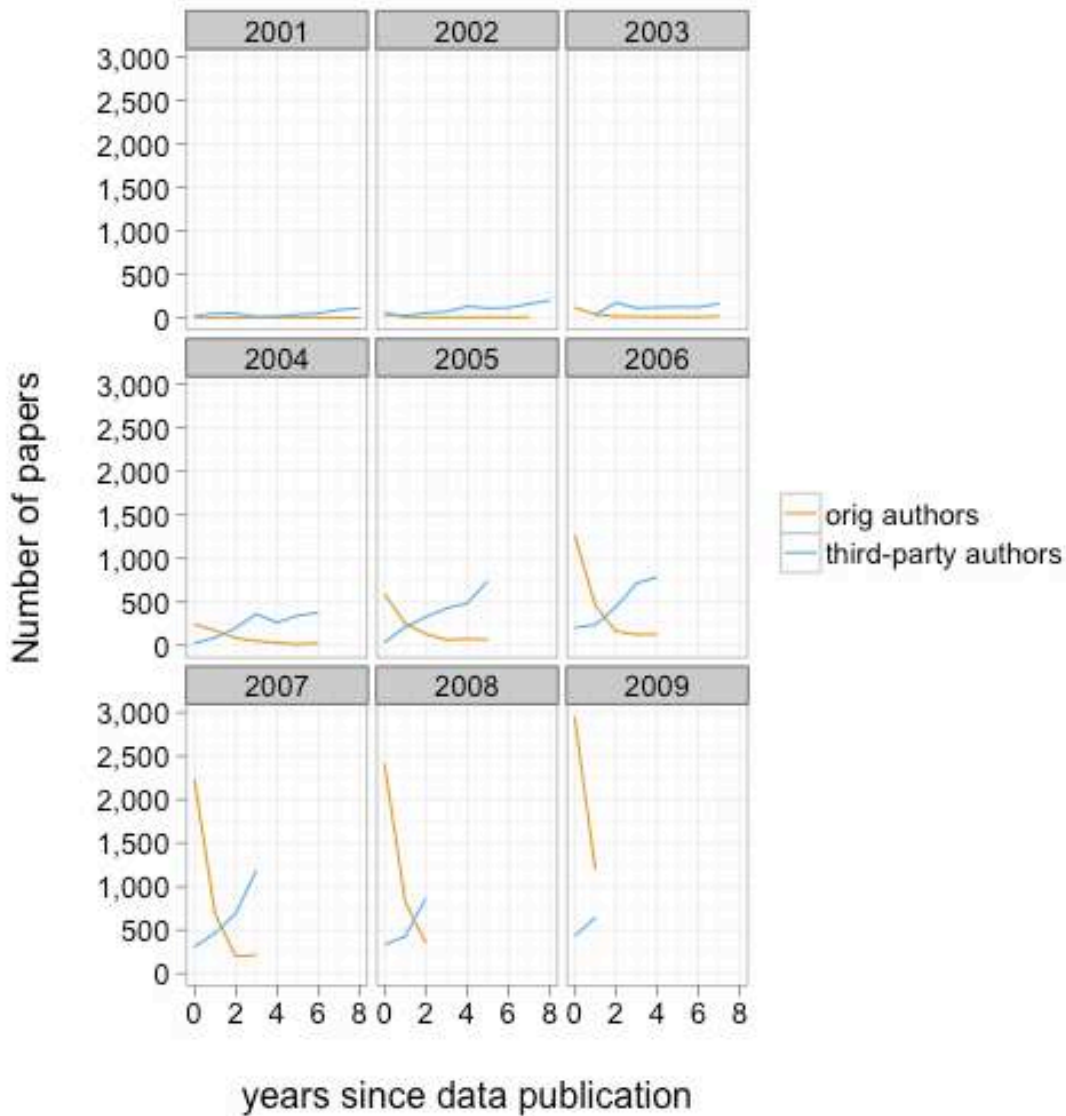 2001 2002 2003
3,000
2,500
2,000
1,500
1,000
500
0
2004 2005 2006
3,000
2,500
2,000
1,500
1,000
500
0
2007 2008 2009
3,000
2,500
2,000
1,500
1,000
500
0
0 2 4 6 8 0 2 4 6 8 0 2 4 6 8
years since data publication
Number of papers
orig authors
third-party authors